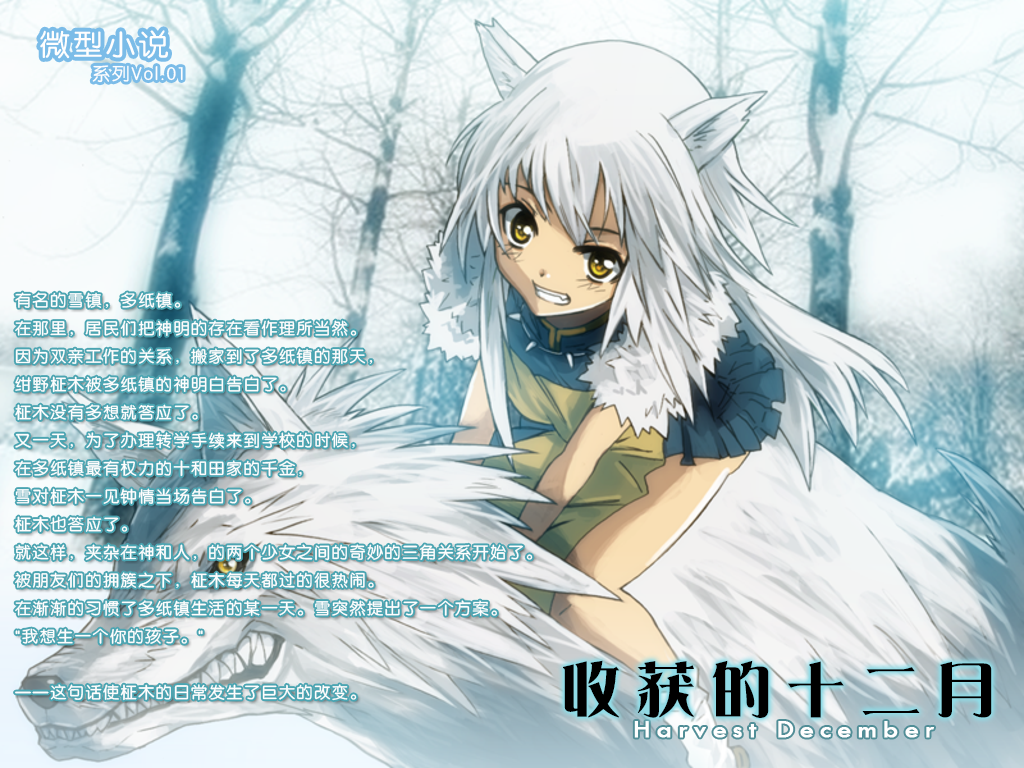 微型小说
系列Vol.01
有名的雪镇，多纸镇。
在那里，居民们把神明的存在看作理所当然。
因为双亲工作的关系，搬家到了多纸镇的那天，
绀野柾木被多纸镇的神明白告白了。
柾木没有多想就答应了。
又一天，为了办理转学手续来到学校的时候，
在多纸镇最有权力的十和田家的千金，
雪对柾木一见钟情当场告白了。
柾木也答应了。
就这样，夹杂在神和人，的两个少女之间的奇妙的三角关系开始了。
被朋友们的拥簇之下，柾木每天都过的很热闹。
在渐渐的习惯了多纸镇生活的某一天。雪突然提出了一个方案。
"我想生一个你的孩子。"
——这句话使柾木的日常发生了巨大的改变。
收获的十二月
Harvest December